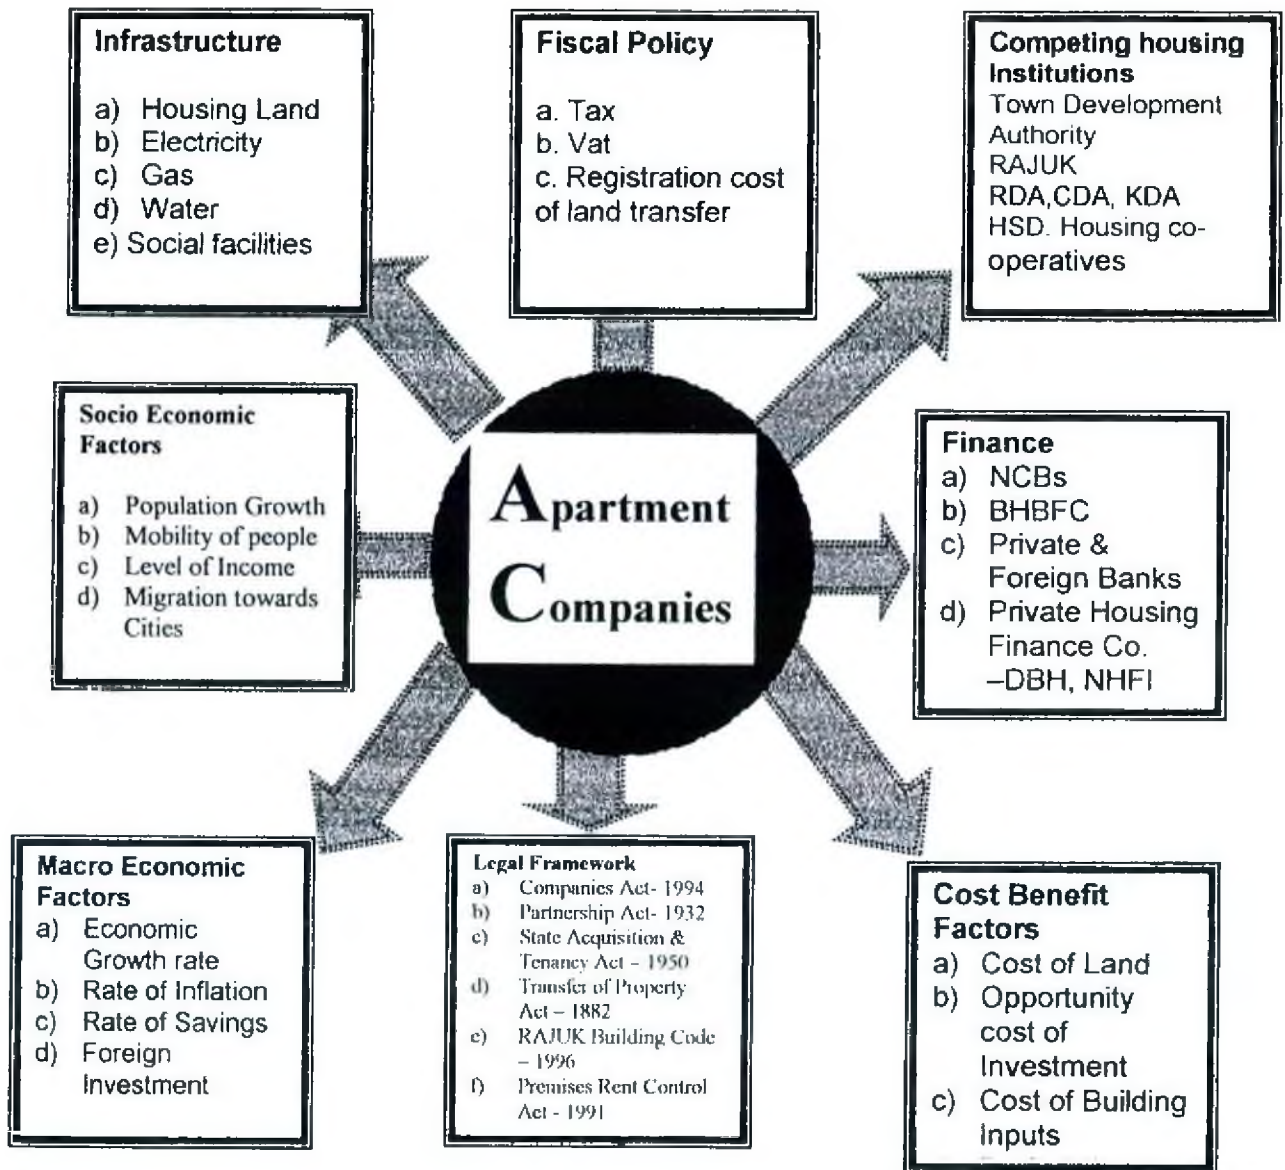 Infrastructure
a) Housing Land
b) Electricity
c) Gas
d) Water
e) Social facilities
Fiscal Policy
a. Tax
b. Vat
c. Registration cost
of land transfer
Competing housing
Institutions
Town Development
Authority
RAJUK
RDA,CDA, KDA
HSD. Housing co-
operatives
Socio Economic
Factors
a) Population Growth
b) Mobility of people
c) Level of Income
d) Migration towards
Cities
Apartment
Companies
Finance
a) NCBs
b) BHBFC
c) Private &
Foreign Banks
d) Private Housing
Finance Co.
–DBH, NHFI
Macro Economic
Factors
a) Economic
Growth rate
b) Rate of Inflation
c) Rate of Savings
d) Foreign
Investment
Legal Framework
a) Companies Act- 1994
b) Partnership Act- 1932
c) State Acquisition &
Tenancy Act – 1950
d) Transfer of Property
Act – 1882
e) RAJUK Building Code
– 1996
f) Premises Rent Control
Act - 1991
Cost Benefit
Factors
a) Cost of Land
b) Opportunity
cost of
Investment
c) Cost of Building
Inputs